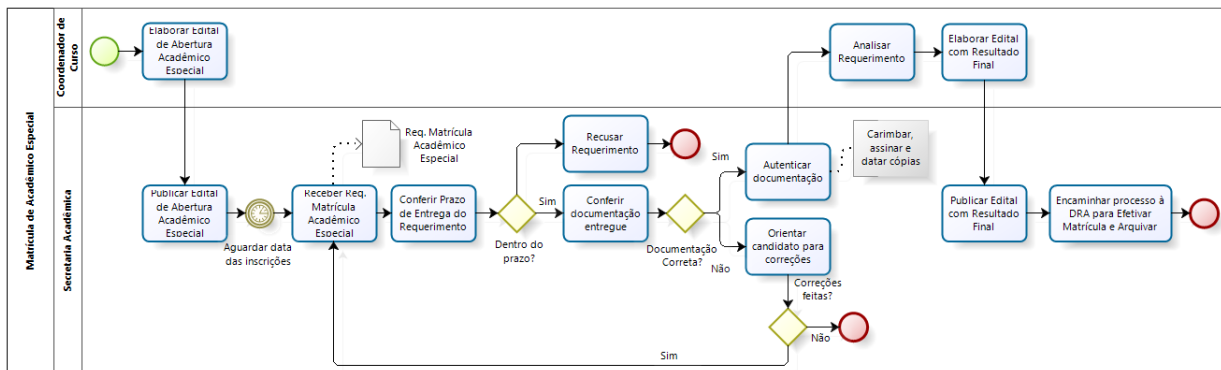 Matrícula de Acadêmico Especial
Coordenador de
Curso
Elaborar Edital
de Abertura
Acadêmico
Especial
Analisar
Requerimento
Elaborar Edital
com Resultado
Final
Secretaria Acadêmica
Publicar Edital
de Abertura
Acadêmico
Especial
Aguardar data
das inscrições
Receber Req.
Matrícula
Acadêmico
Especial
Req. Matrícula
Acadêmico
Especial
Conferir Prazo
de Entrega do
Requerimento
Dentro do
prazo?
Recusar
Requerimento
Sim
Conferir
documentação
entregue
Documentação
Correta?
Sim
Autenticar
documentação
Carimbar,
assinar e
datar cópias
Não
Orientar
candidato para
correções
Correções
feitas?
Não
Sim
Publicar Edital
com Resultado
Final
Encaminhar processo à
DRA para Efetivar
Matrícula e Arquivar